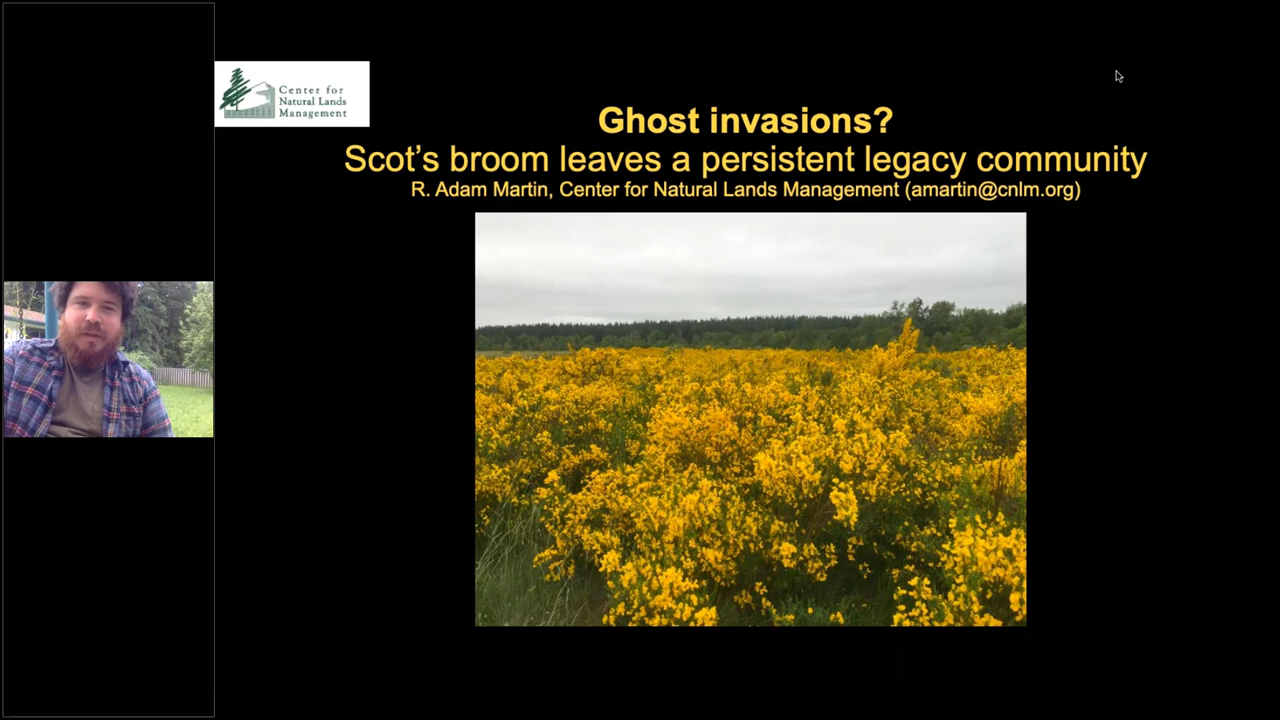 Center for
Natural Lands
Management
Ghost invasions?
Scot's broom leaves a persistent legacy community
R. Adam Martin, Center for Natural Lands Management (amartin@cnlm.org)